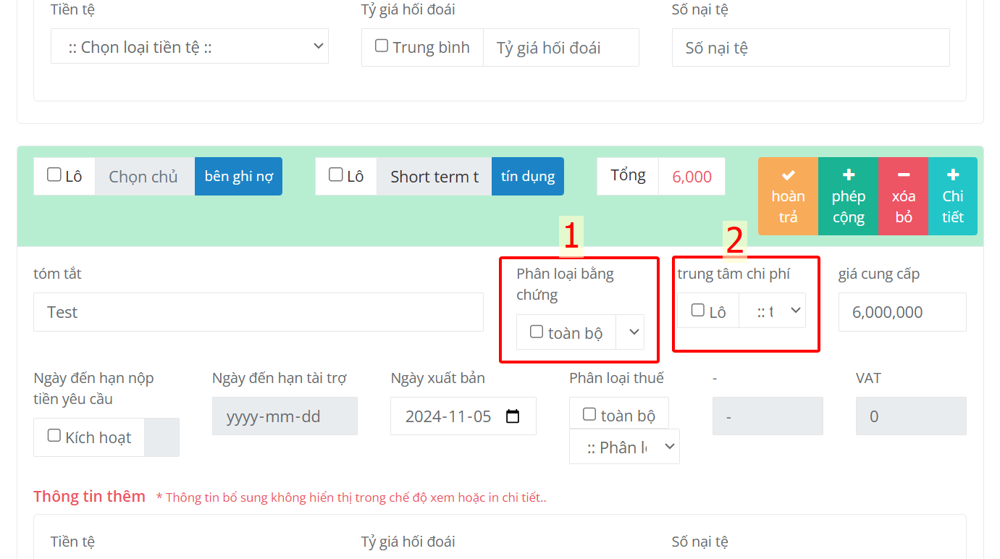 Tiền tệ
Tỷ giá hối đoái
Số nại tệ
:: Chọn loại tiền tệ ::
Trung bình
Tỷ giá hối đoái
Số nại tệ
Lô
Chọn chủ
bên ghi nợ
Lô
Short term t
tín dụng
Tổng
6,000
hoàn
trả
phép
cộng
xóa
bỏ
Chi
tiết
1
2
tóm tắt
Phân loại bằng
chứng
trung tâm chi phí
giá cung cấp
Test
toàn bộ
Lô
:: t
6,000,000
Ngày đến hạn nộp
tiền yêu cầu
Ngày đến hạn tài trợ
Ngày xuất bản
Phân loại thuế
-
VAT
Kích hoạt
yyyy-mm-dd
2024-11-05
toàn bộ
:: Phân l
-
0
Thông tin thêm * Thông tin bổ sung không hiển thị trong chế độ xem hoặc in chi tiết..
Tiền tệ
Tỷ giá hối đoái
Số nại tệ